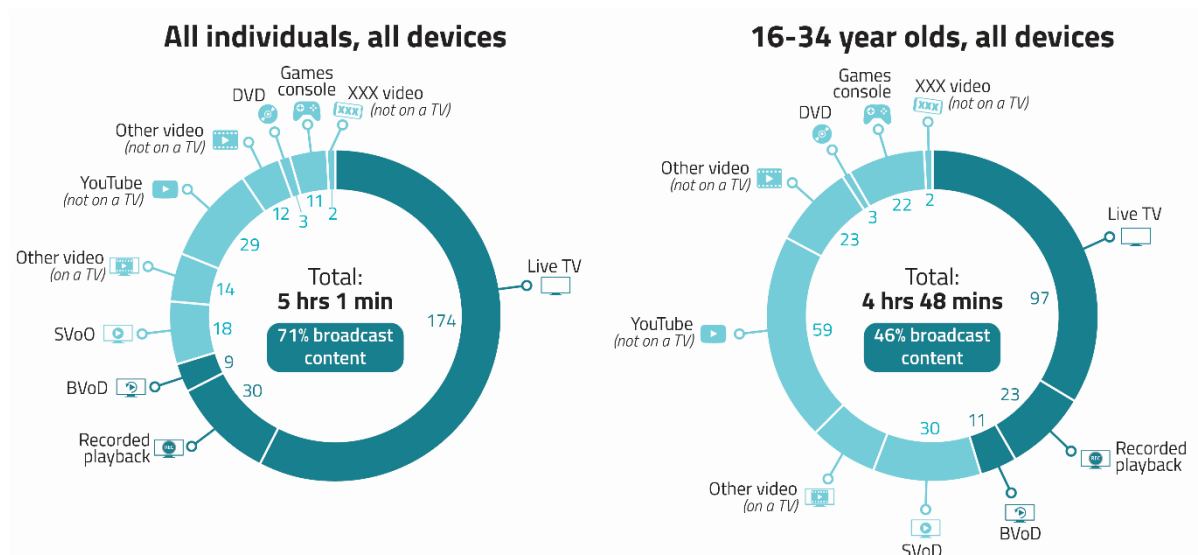 All individuals, all devices
Games
console
XXX video
(not on a TV)
DVD
Other video
(not on a TV)
YouTube
(not on a TV)
Other video
(on a TV)
SVoO
BVoD
Recorded
playback
REC
Live TV
XXX
12
3
11
2
29
14
18
9
30
174
Total:
5 hrs 1 min
71% broadcast
content
16-34 year olds, all devices
Games
console
XXX video
(not on a TV)
DVD
Other video
(not on a TV)
YouTube
(not on a TV)
Other video
(on a TV)
SVoD
BVoD
Recorded
playback
REC
Live TV
XXX
23
3
22
2
59
30
11
23
97
Total:
4 hrs 48 mins
46% broadcast
content